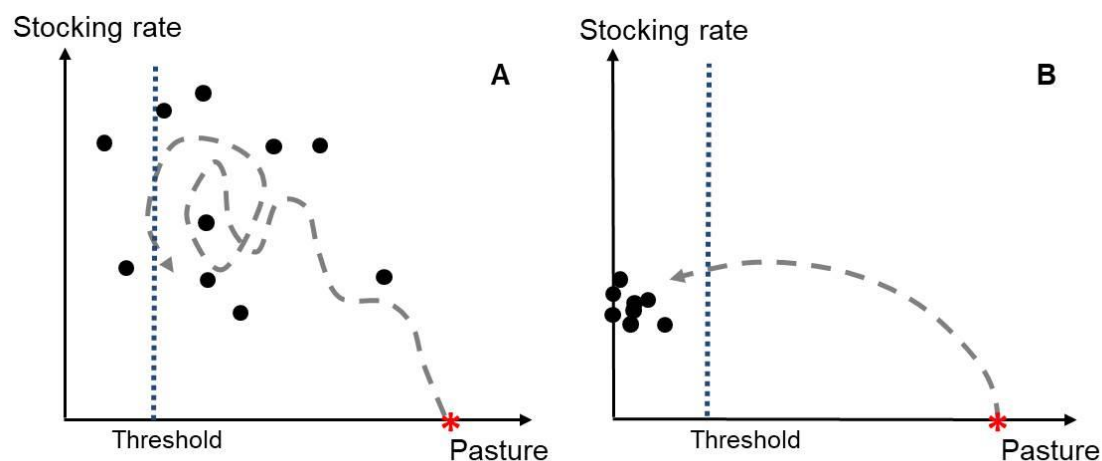 Stocking rate
A
Threshold
Pasture
Stocking rate
B
Threshold
Pasture